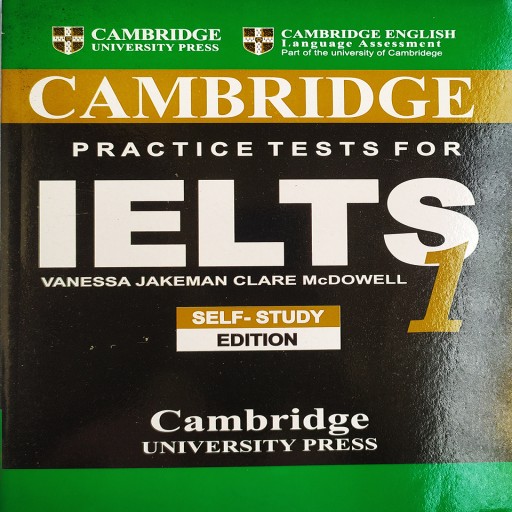 CAMBRIDGE
UNIVERSITY PRESS
CAMBRIDGE ENGLISH
Language Assessment
Part of the university of Cambridege
CAMBRIDGE
PRACTICE TESTS FOR
IELTS
1
VANESSA JAKEMAN CLARE McDOWELL
SELF- STUDY
EDITION
Cambridge
UNIVERSITY PRESS